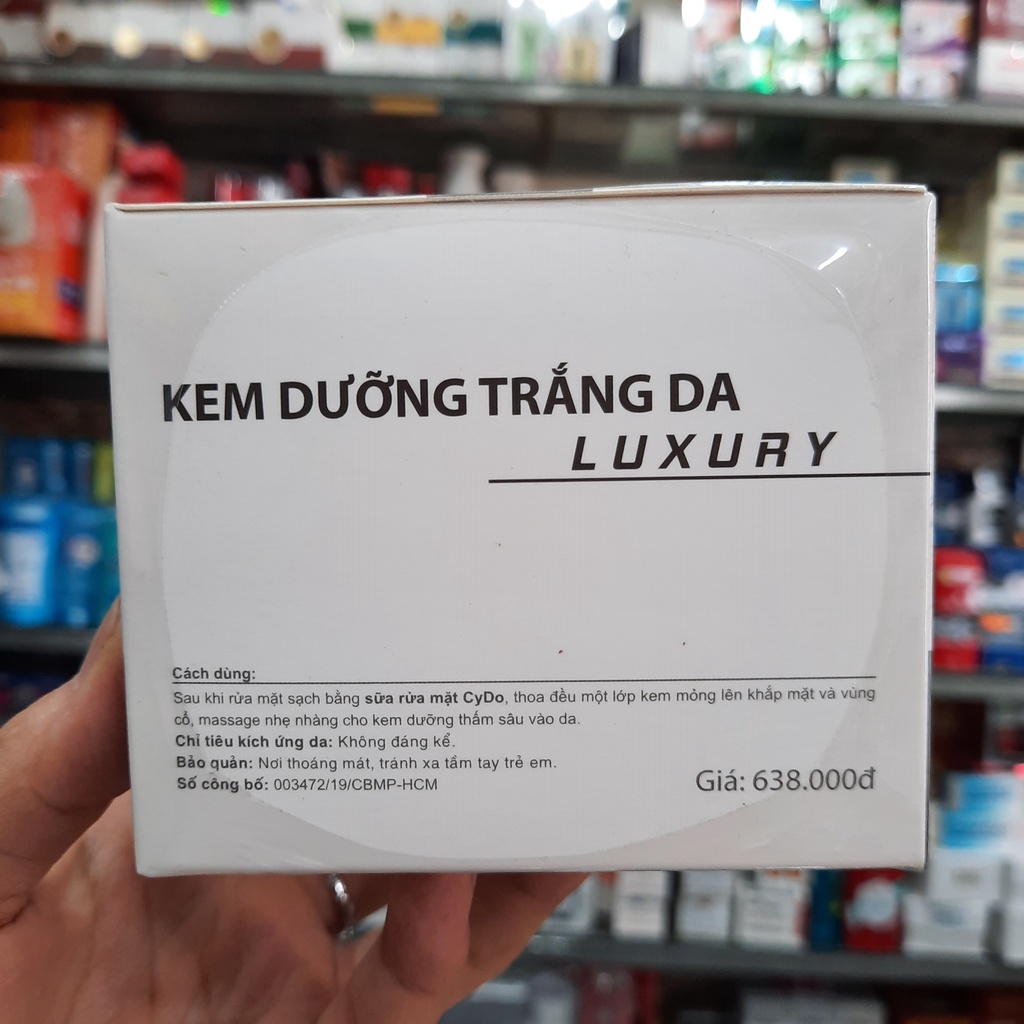 KEM DƯỠNG TRẮNG DA
LUXURY
Cách dùng:
Sau khi rửa mặt sạch bằng sữa rửa mặt CyDo, thoa đều một lớp kem mỏng lên khắp mặt và vùng
cổ, massage nhẹ nhàng cho kem dưỡng thấm sâu vào da.
Chỉ tiêu kích ứng da: Không đáng kể.
Bảo quản: Nơi thoáng mát, tránh xa tầm tay trẻ em.
Số công bố: 003472/19/CBMP-HCM
Giá: 638.000đ